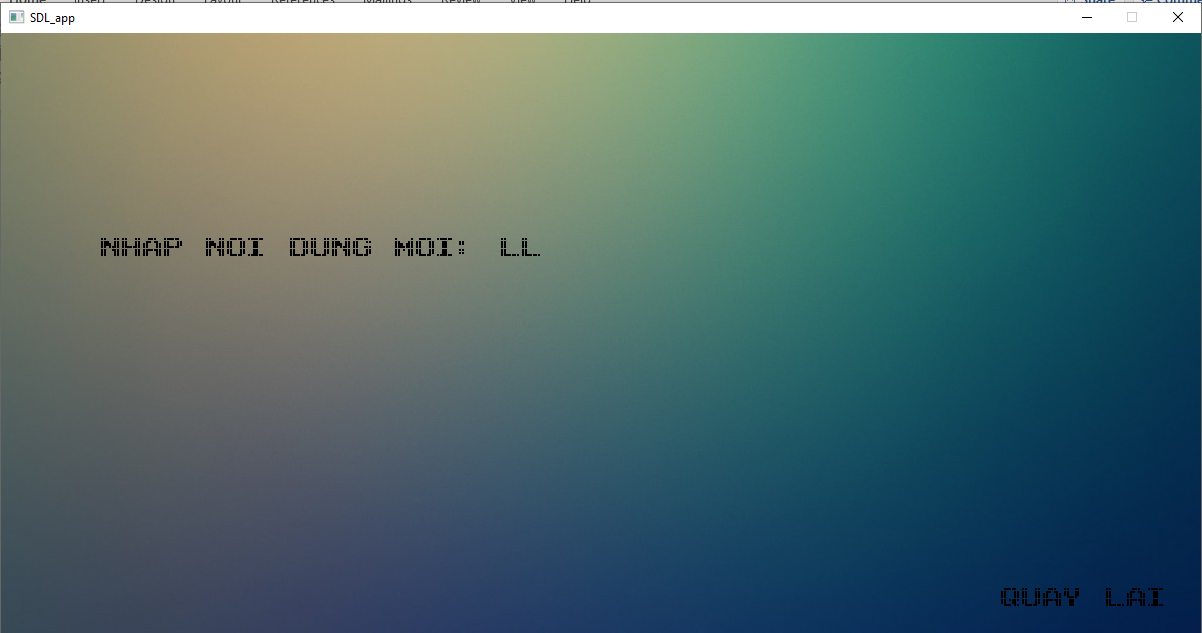 SDL_app
NHAP NOI DUNG MOI: LL
QUAY LAI